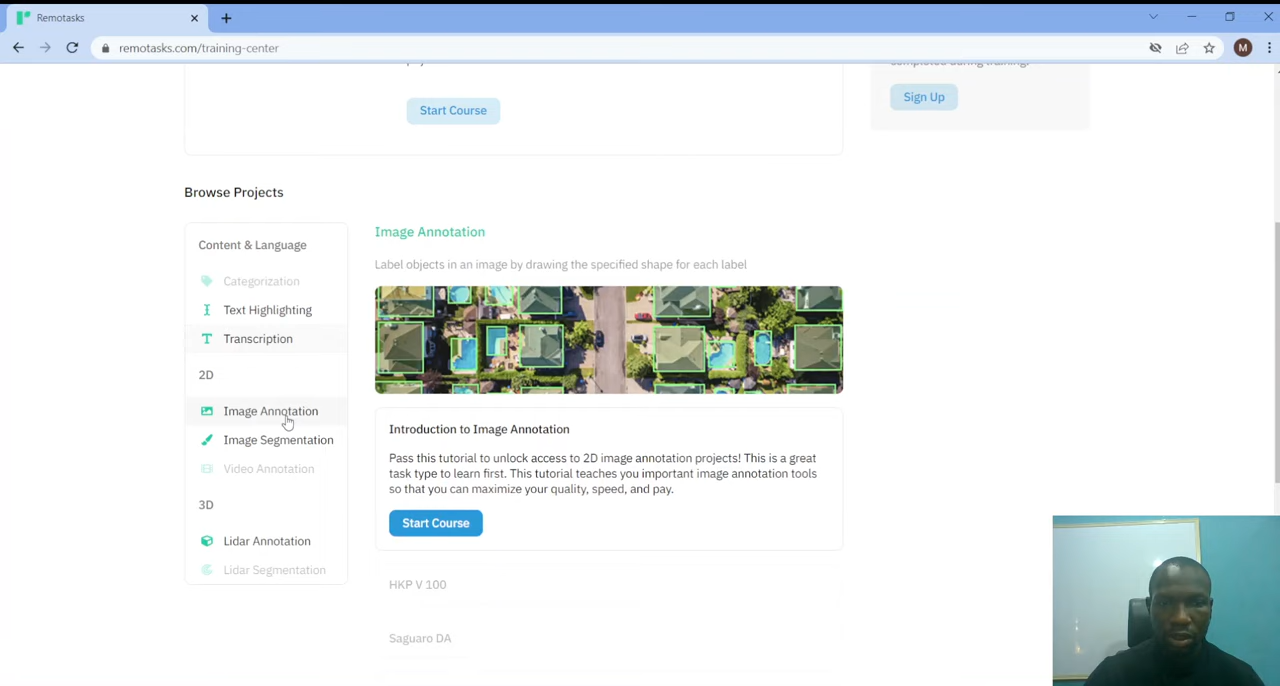 Remotasks
remotasks.com/training-center
M
completed during training.
Start Course
Sign Up
Browse Projects
Content & Language
Categorization
Text Highlighting
Transcription
2D
Image Annotation
Image Segmentation
Video Annotation
3D
Lidar Annotation
Lidar Segmentation
Image Annotation
Label objects in an image by drawing the specified shape for each label
Introduction to Image Annotation
Pass this tutorial to unlock access to 2D image annotation projects! This is a great
task type to learn first. This tutorial teaches you important image annotation tools
so that you can maximize your quality, speed, and pay.
Start Course
HKP V 100
Saguaro DA